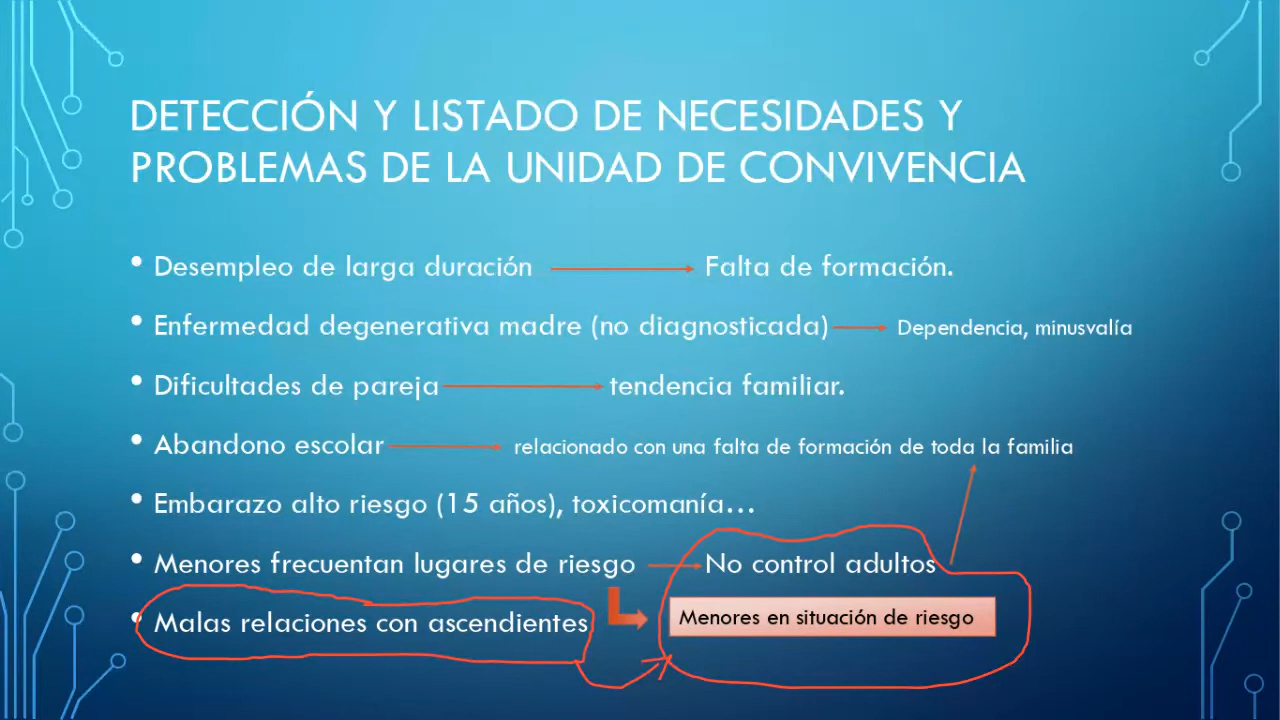 DETECCIÓN Y LISTADO DE NECESIDADES Y
PROBLEMAS DE LA UNIDAD DE CONVIVENCIA
• Desempleo de larga duración Falta de formación.
• Enfermedad degenerativa madre (no diagnosticada) Dependencia, minusvalía
• Dificultades de pareja tendencia familiar.
• Abandono escolar relacionado con una falta de formación de toda la familia
• Embarazo alto riesgo (15 años), toxicomanía...
• Menores frecuentan lugares de riesgo No control adultos
• Malas relaciones con ascendientes Menores en situación de riesgo